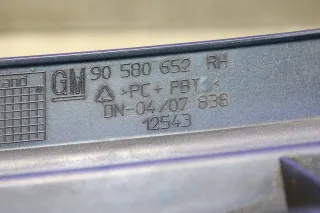 GM 90 580 652 RH
>PC+PBT<
DN-04/07 838
12543